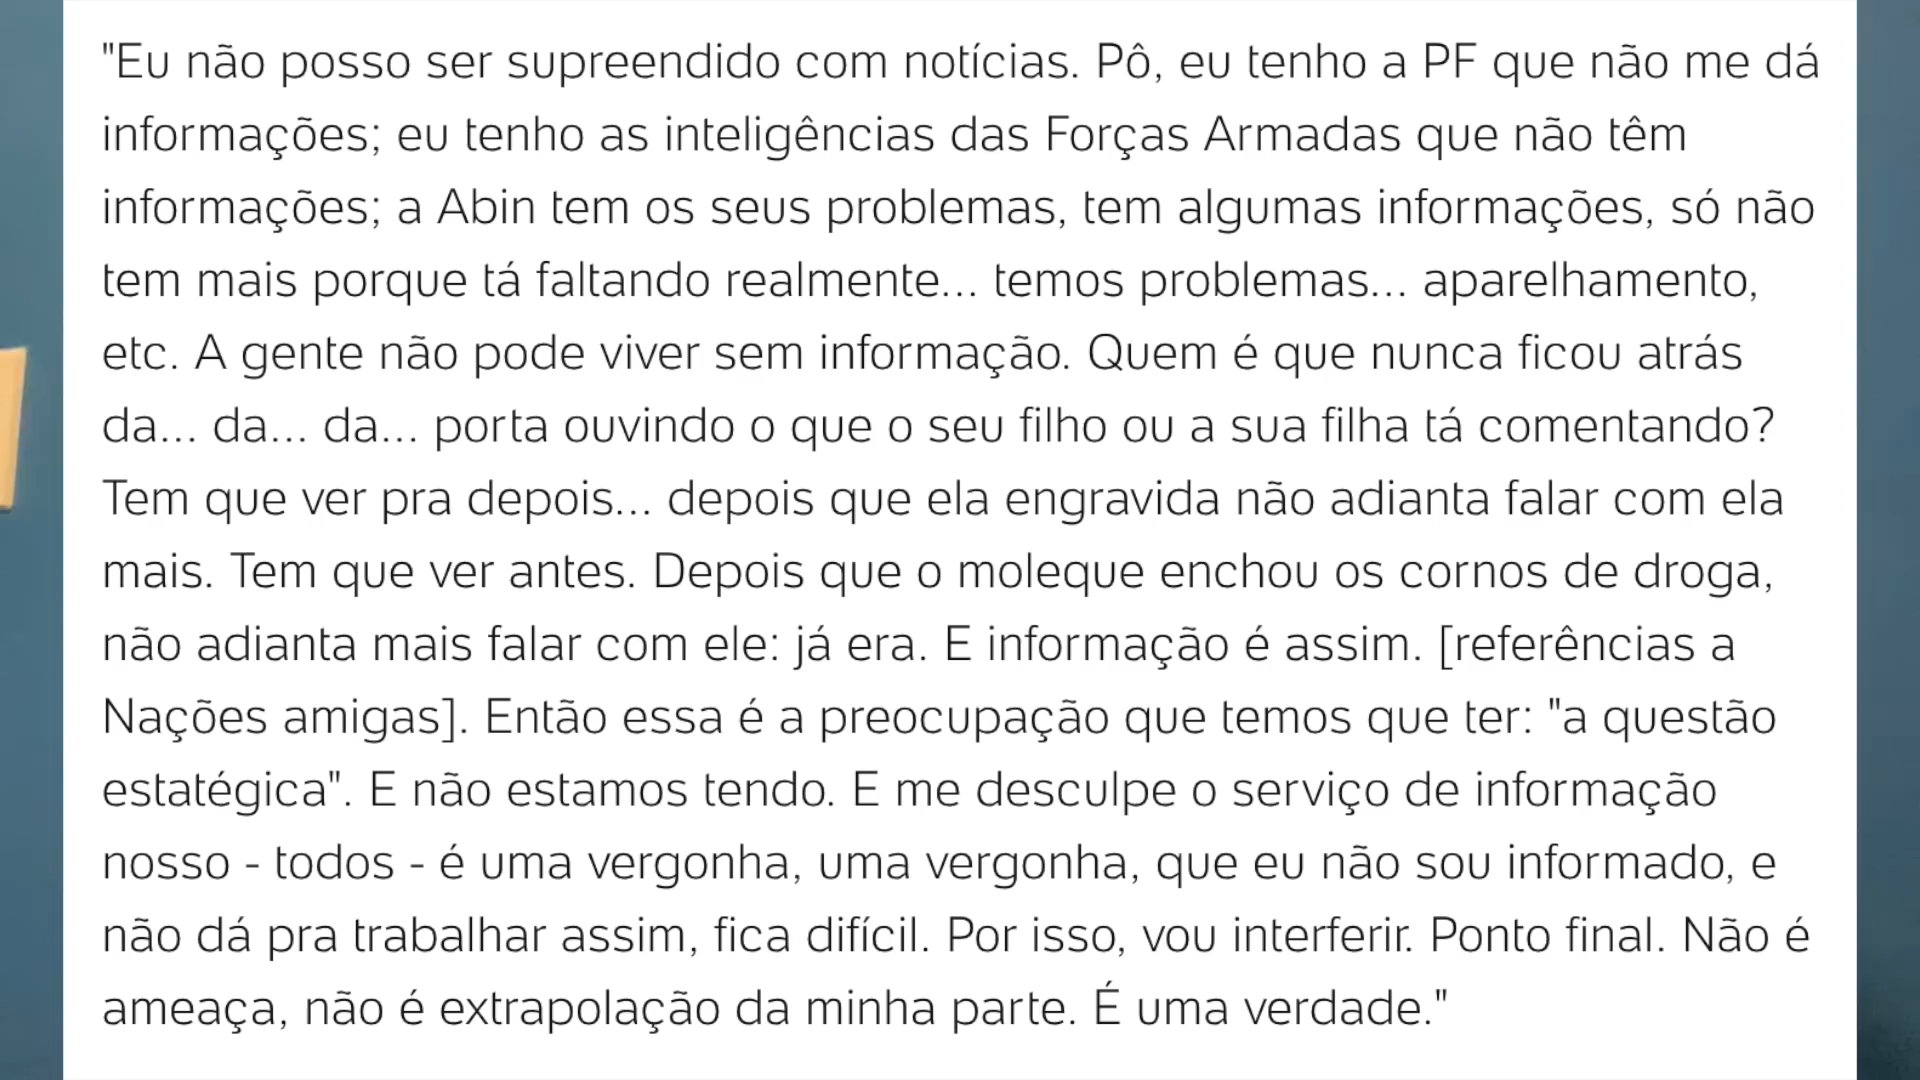 "Eu não posso ser supreendido com notícias. Pô, eu tenho a PF que não me dá
informações; eu tenho as inteligências das Forças Armadas que não têm
informações; a Abin tem os seus problemas, tem algumas informações, só não
tem mais porque tá faltando realmente... temos problemas... aparelhamento,
etc. A gente não pode viver sem informação. Quem é que nunca ficou atrás
da... da... da... porta ouvindo o que o seu filho ou a sua filha tá comentando?
Tem que ver pra depois... depois que ela engravida não adianta falar com ela
mais. Tem que ver antes. Depois que o moleque enchou os cornos de droga,
não adianta mais falar com ele: já era. E informação é assim. [referências a
Nações amigas]. Então essa é a preocupação que temos que ter: "a questão
estatégica". E não estamos tendo. E me desculpe o serviço de informação
nosso - todos - é uma vergonha, uma vergonha, que eu não sou informado, e
não dá pra trabalhar assim, fica difícil. Por isso, vou interferir. Ponto final. Não é
ameaça, não é extrapolação da minha parte. É uma verdade."